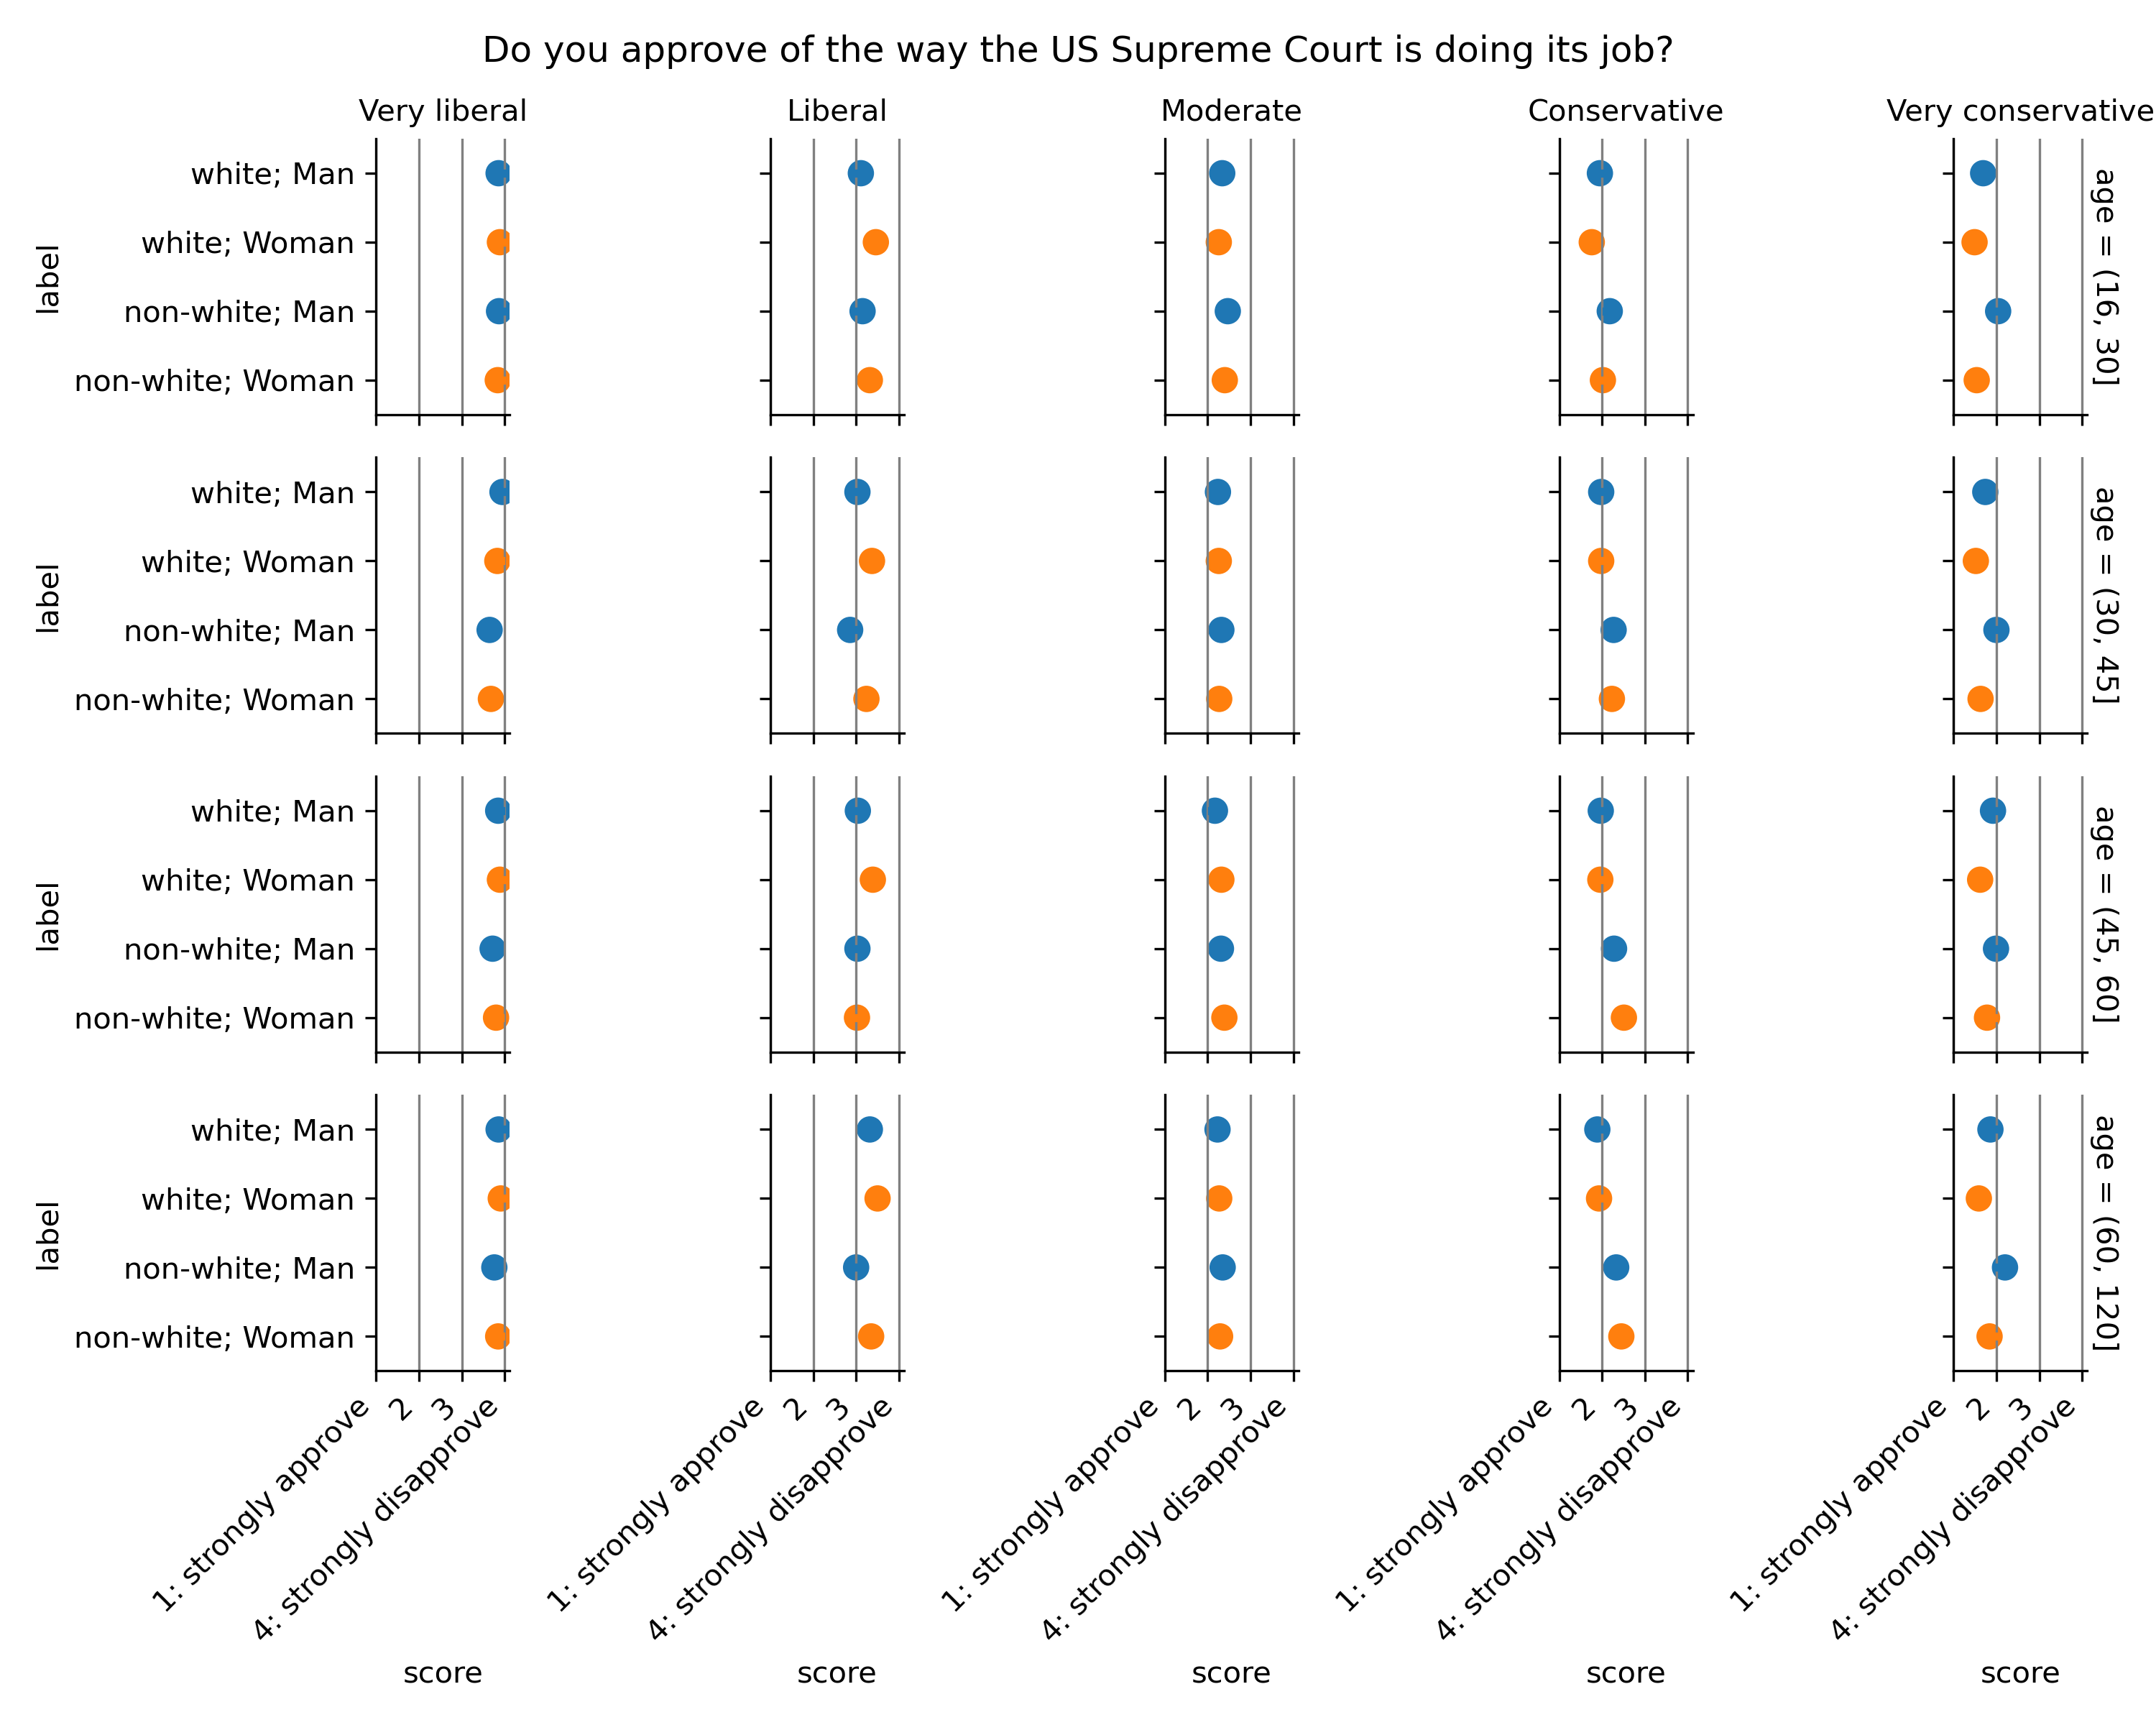 Do you approve of the way the US Supreme Court is doing its job?
Very liberal
Liberal
Moderate
Conservative
Very conservative
label
white; Man
white; Woman
non-white; Man
non-white; Woman
age = (16, 30]
label
white; Man
white; Woman
non-white; Man
non-white; Woman
age = (30, 45]
label
white; Man
white; Woman
non-white; Man
non-white; Woman
age = (45, 60]
label
white; Man
white; Woman
non-white; Man
non-white; Woman
age = (60, 120]
1: strongly approve
2
3
4: strongly disapprove
1: strongly approve
2
3
4: strongly disapprove
1: strongly approve
2
3
4: strongly disapprove
1: strongly approve
2
3
4: strongly disapprove
1: strongly approve
2
3
4: strongly disapprove
score
score
score
score
score